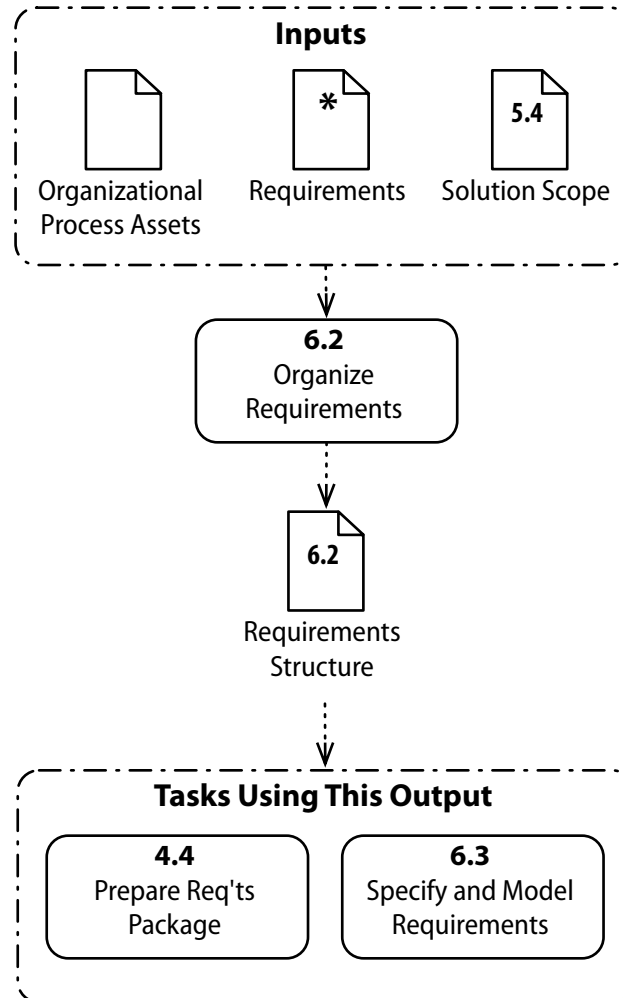 Inputs
*
5.4
Organizational
Process Assets
Requirements
Solution Scope
6.2
Organize
Requirements
6.2
Requirements
Structure
Tasks Using This Output
4.4
Prepare Req'ts
Package
6.3
Specify and Model
Requirements